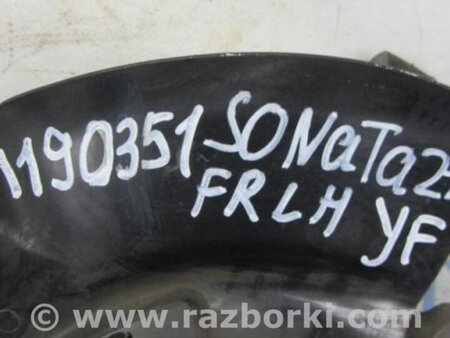 1190351 SONaTa2
FRLH YF
www.razborki.com